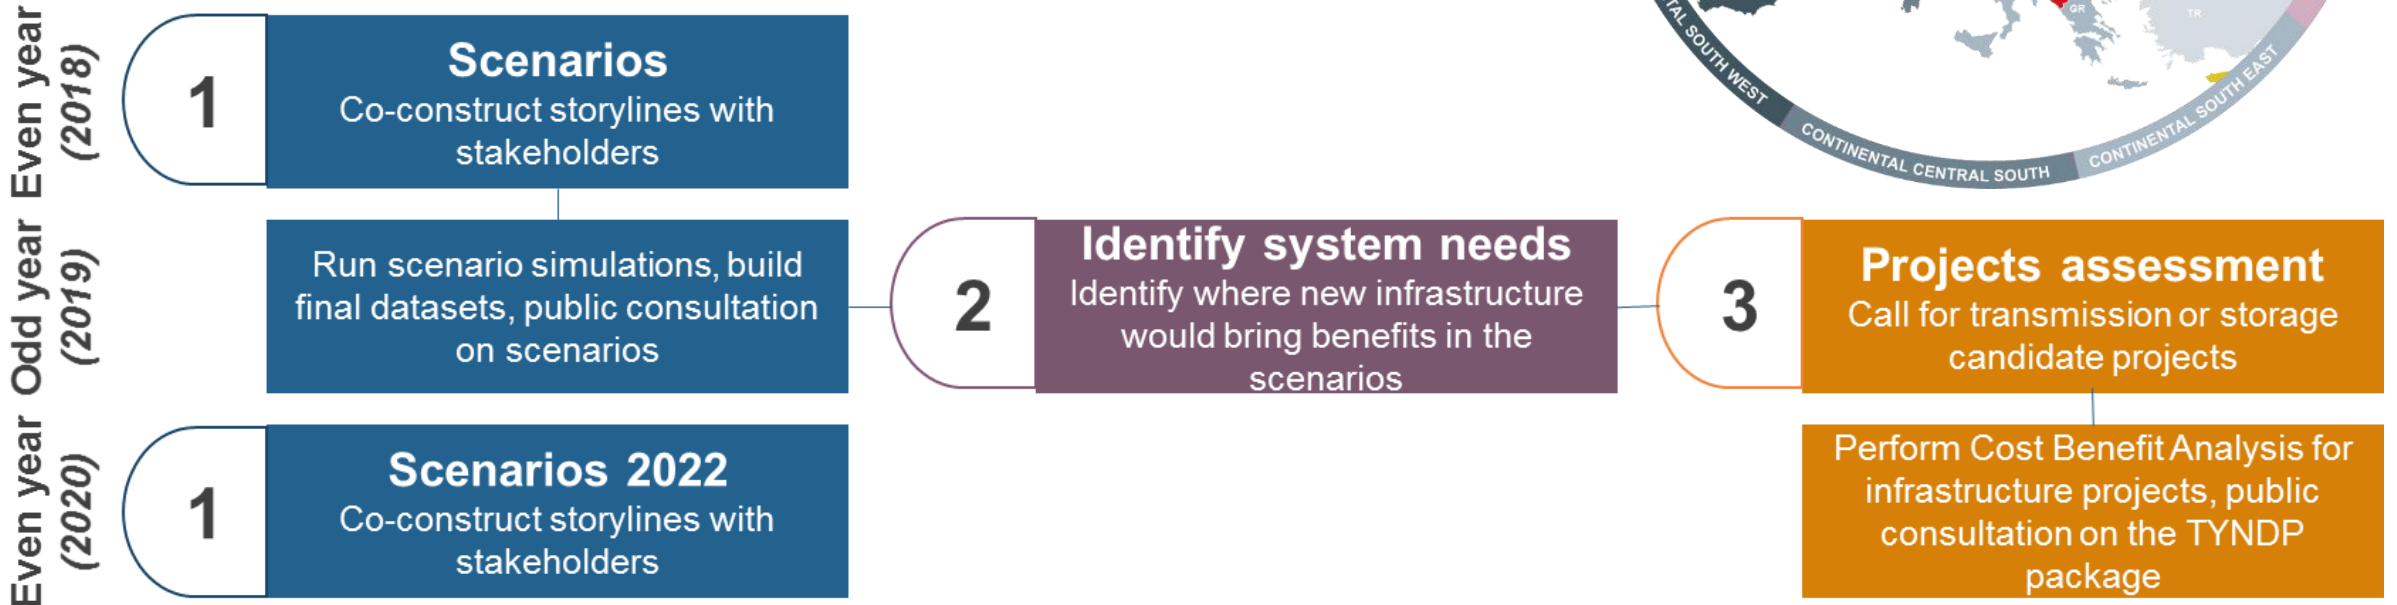 Even year
(2018)
1
Scenarios
Co-construct storylines with
stakeholders
GR
TR
TAL SOUTH WEST
CONTINENTAL CENTRAL SOUTH
CONTINENTAL SOUTH EAST
Odd year
(2019)
Run scenario simulations, build
final datasets, public consultation
on scenarios
2
Identify system needs
Identify where new infrastructure
would bring benefits in the
scenarios
3
Projects assessment
Call for transmission or storage
candidate projects
Even year
(2020)
1
Scenarios 2022
Co-construct storylines with
stakeholders
Perform Cost Benefit Analysis for
infrastructure projects, public
consultation on the TYNDP
package